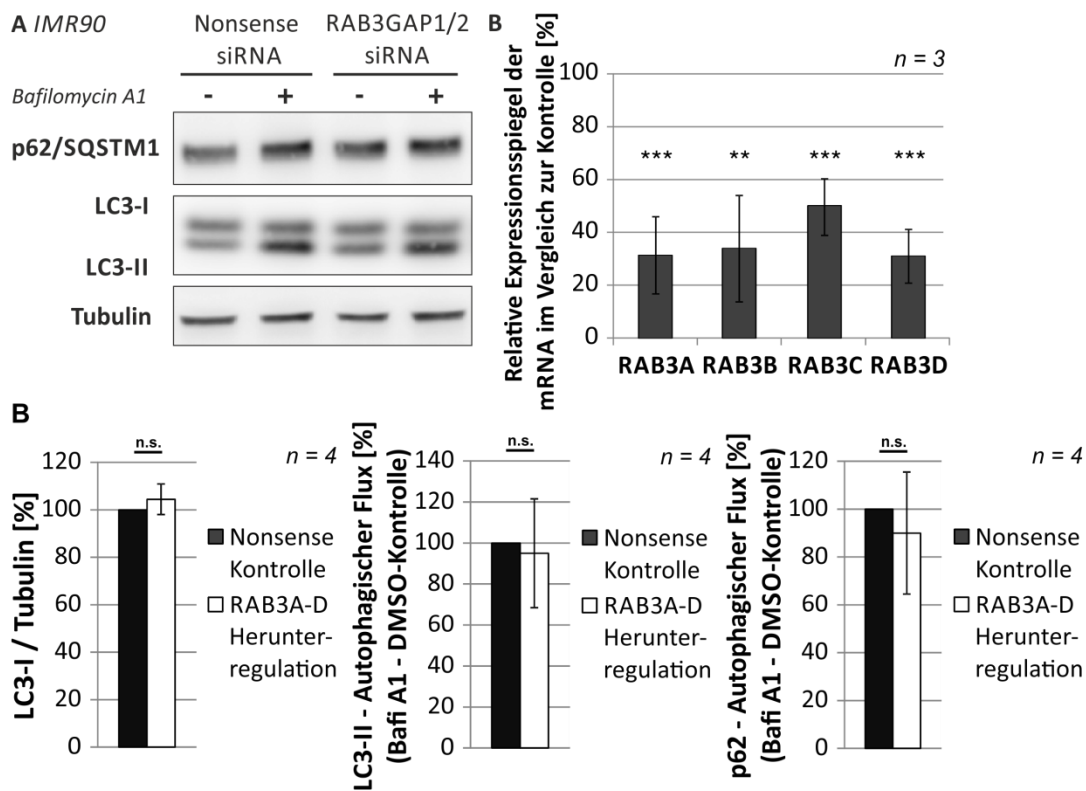 A IMR90
Nonsense siRNA
RAB3GAP1/2 siRNA
Bafilomycin A1 - + - +
p62/SQSTM1
LC3-I
LC3-II
Tubulin
B
Relative Expressionsspiegel der
mRNA im Vergleich zur Kontrolle [%]
n = 3
100
80
60
40
20
0
*** ** *** ***
RAB3A RAB3B RAB3C RAB3D
B
LC3-I / Tubulin [%]
120
100
80
60
40
20
0
n.s.
n = 4
Nonsense
Kontrolle
RAB3A-D
Herunter-
regulation
LC3-II - Autophagischer Flux [%]
(Bafi A1 - DMSO-Kontrolle)
140
120
100
80
60
40
20
0
n.s.
n = 4
Nonsense
Kontrolle
RAB3A-D
Herunter-
regulation
p62 - Autophagischer Flux [%]
(Bafi A1 - DMSO-Kontrolle)
120
100
80
60
40
20
0
n.s.
n = 4
Nonsense
Kontrolle
RAB3A-D
Herunter-
regulation